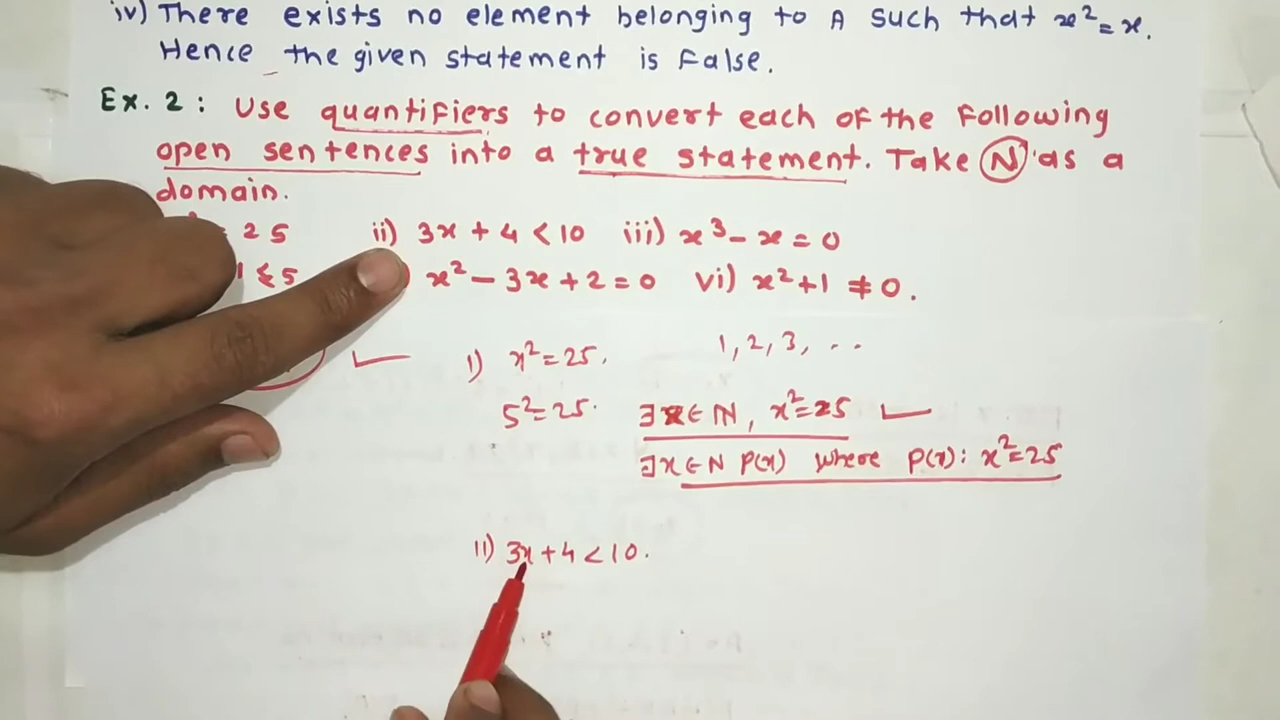 iv) There exists no element belonging to A such that x²=x.
Hence the given statement is False.
Ex. 2 : Use quantifiers to convert each of the following
open sentences into a true statement. Take N as a
domain.
25 ii) 3x + 4 < 10 iii) x³ - x = 0
5 x² - 3x + 2 = 0 vi) x² + 1 ≠ 0.
i) x² = 25. 1, 2, 3, ..
5² = 25. ∃ x ∈ N, x² = 25
∃ x ∈ N P(x) where P(x): x² = 25
ii) 3x + 4 < 10.